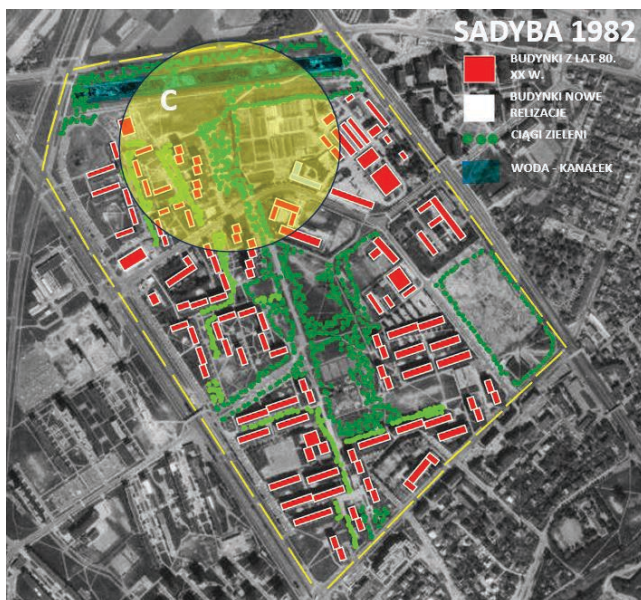 SADYBA 1982
BUDYNKI Z LAT 80.
XX W.
BUDYNKI NOWE
RELIZACJE
CIĄGI ZIELENI
WODA - KANAŁEK
C